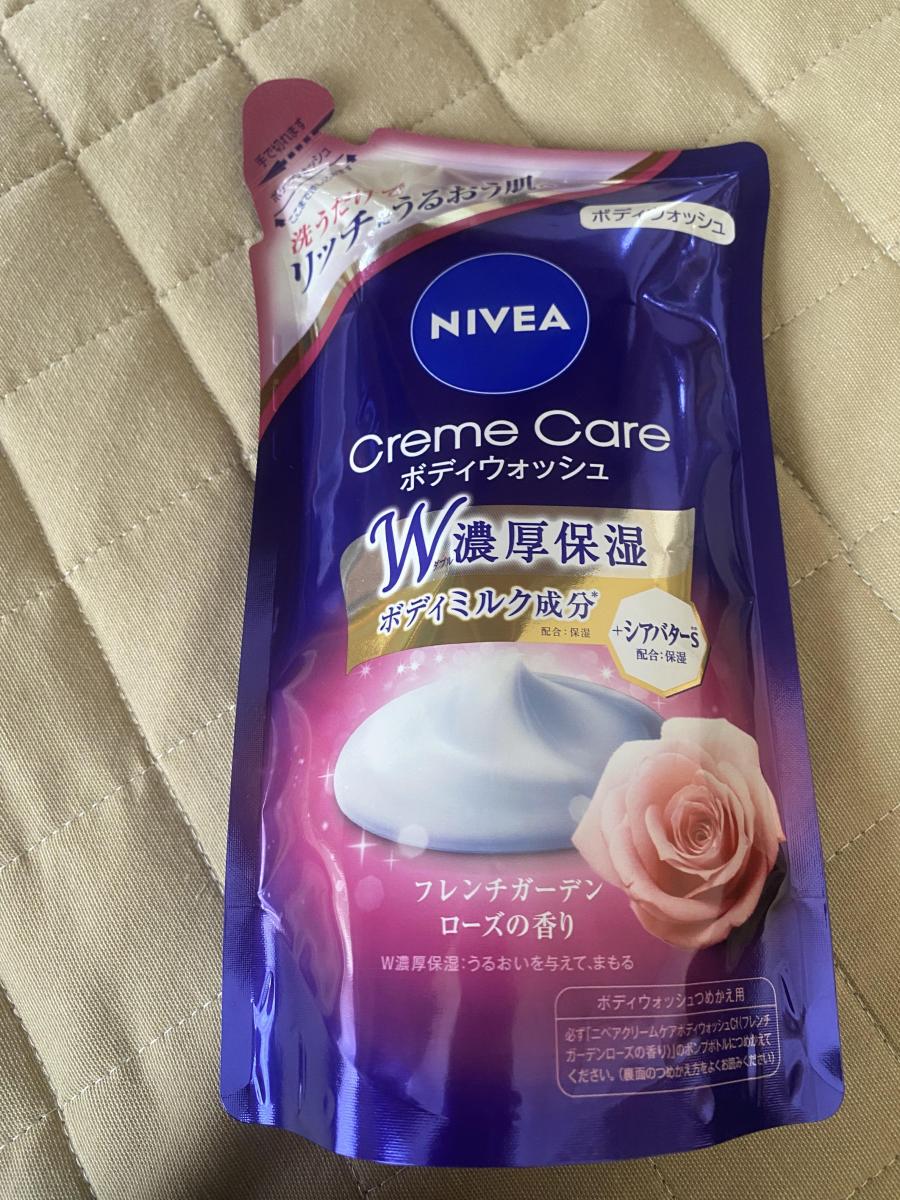 手で切れます
洗うだけで
リッチにうるおう肌。
ボディウォッシュ
NIVEA
Creme Care
ボディウォッシュ
W濃厚保湿
ダブル
ボディミルク成分*
配合：保湿
+シアバターS
配合：保湿
フレンチガーデン
ローズの香り
W濃厚保湿：うるおいを与えて、まもる
ボディウォッシュつめかえ用
必ず「ニベアクリームケアボディウォッシュCf（フレンチ
ガーデンローズの香り）」のポンプボトルにつめかえて
ください。（裏面のつめかえ方をよくお読みください）